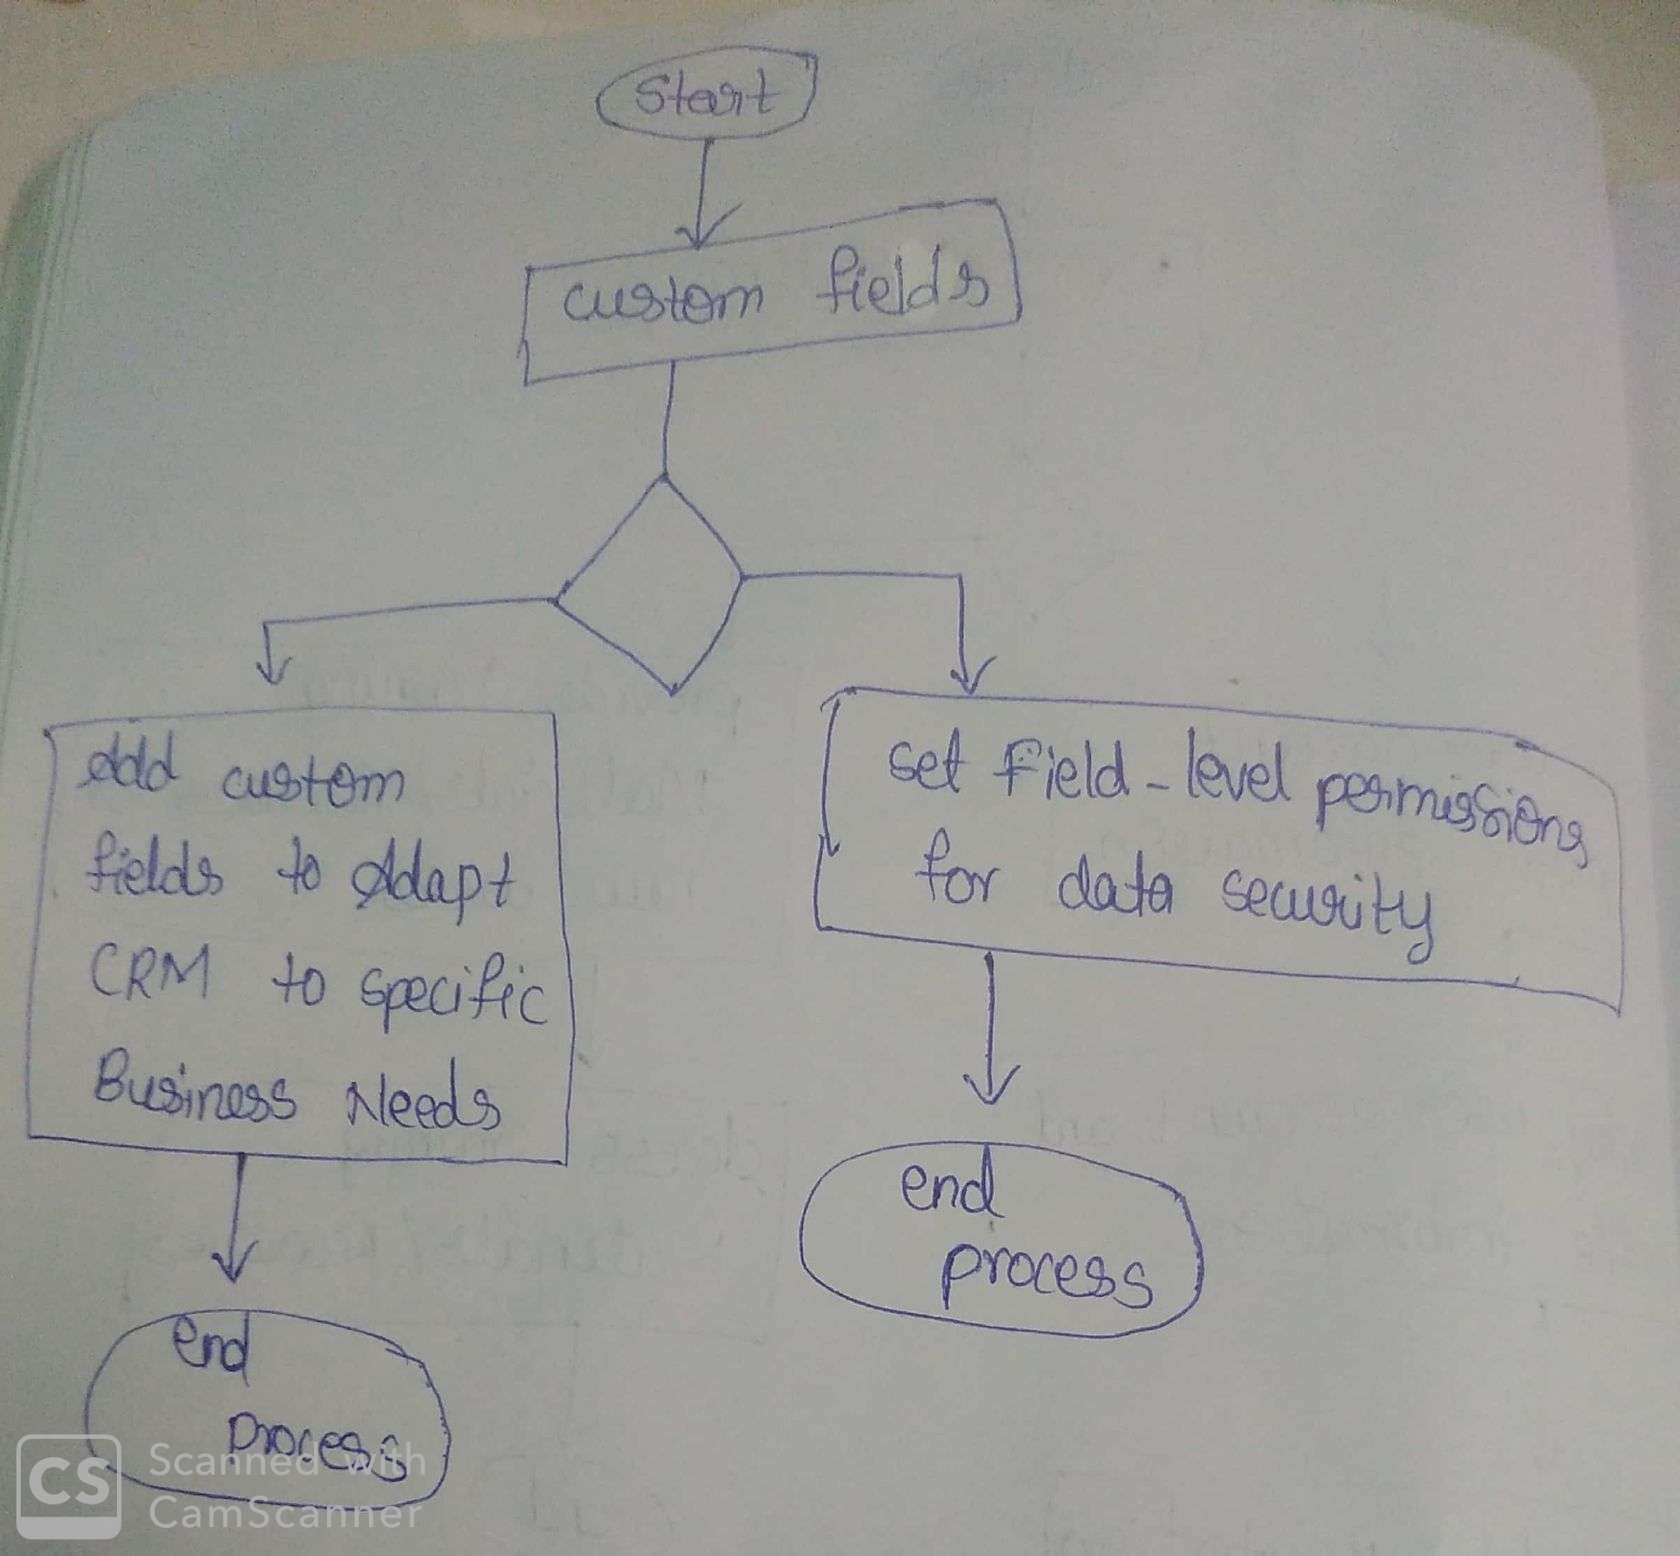 Start
custom fields
Add custom
fields to Adapt
CRM to specific
Business Needs
set Field-level permissions
for data security
end
process
end
process
CS
Scanned with
CamScanner